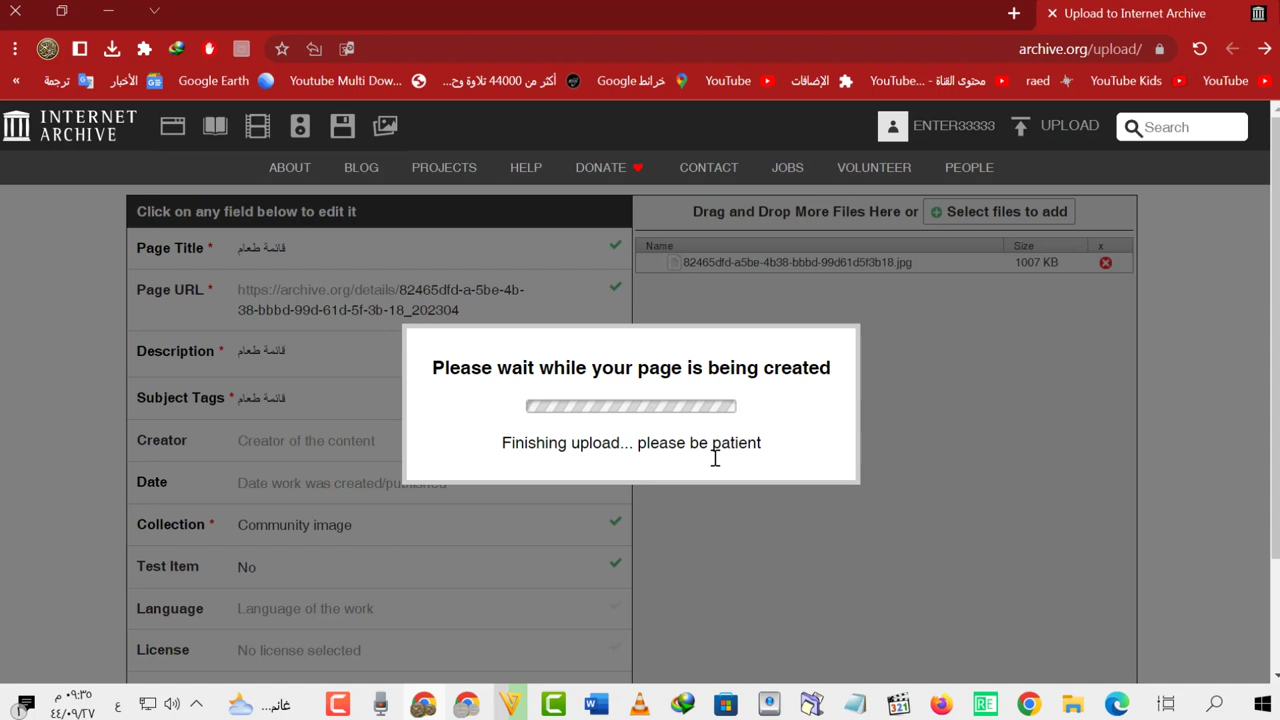 Upload to Internet Archive
archive.org/upload/
YouTube
YouTube Kids
raed
محتوى القناة - YouTube...
الإضافات
YouTube
خرائط Google
أكثر من 44000 تلاوة وح...
Youtube Multi Dow...
Google Earth
الأخبار
ترجمة
«
INTERNET
ARCHIVE
ENTER33333
UPLOAD
Search
ABOUT BLOG PROJECTS HELP DONATE CONTACT JOBS VOLUNTEER PEOPLE
Click on any field below to edit it
Drag and Drop More Files Here or Select files to add
Page Title * قائمة طعام
Name Size x
82465dfd-a5be-4b38-bbbd-99d61d5f3b18.jpg 1007 KB
Page URL * https://archive.org/details/82465dfd-a-5be-4b-
38-bbbd-99d-61d-5f-3b-18_202304
Description * قائمة طعام
Subject Tags * قائمة طعام
Creator Creator of the content
Date Date work was created/published
Collection * Community image
Test Item No
Language Language of the work
License No license selected
Please wait while your page is being created
Finishing upload... please be patient
٠٩:٣٥ م
٤٤/٠٩/٢٧
ع
غائم...
321
RE